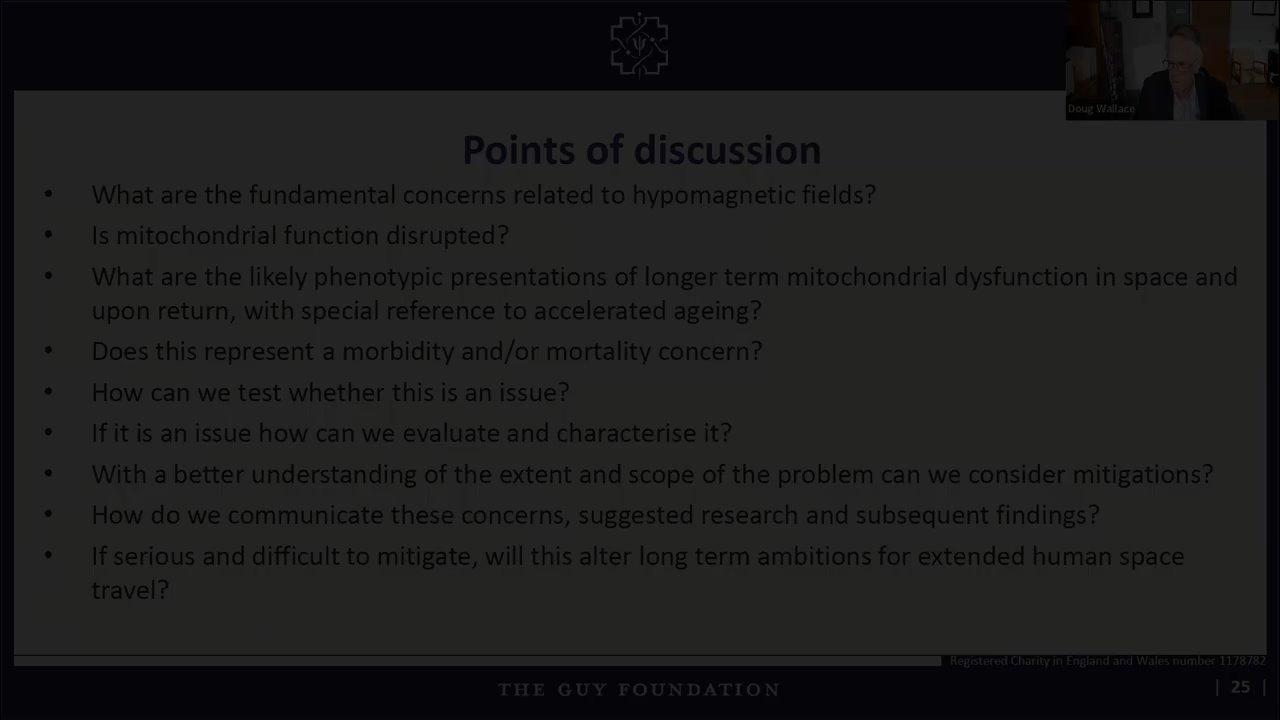 Doug Wallace
Points of discussion
• What are the fundamental concerns related to hypomagnetic fields?
• Is mitochondrial function disrupted?
• What are the likely phenotypic presentations of longer term mitochondrial dysfunction in space and
upon return, with special reference to accelerated ageing?
• Does this represent a morbidity and/or mortality concern?
• How can we test whether this is an issue?
• If it is an issue how can we evaluate and characterise it?
• With a better understanding of the extent and scope of the problem can we consider mitigations?
• How do we communicate these concerns, suggested research and subsequent findings?
• If serious and difficult to mitigate, will this alter long term ambitions for extended human space
travel?
Registered Charity in England and Wales number 1178782
THE GUY FOUNDATION
| 25 |